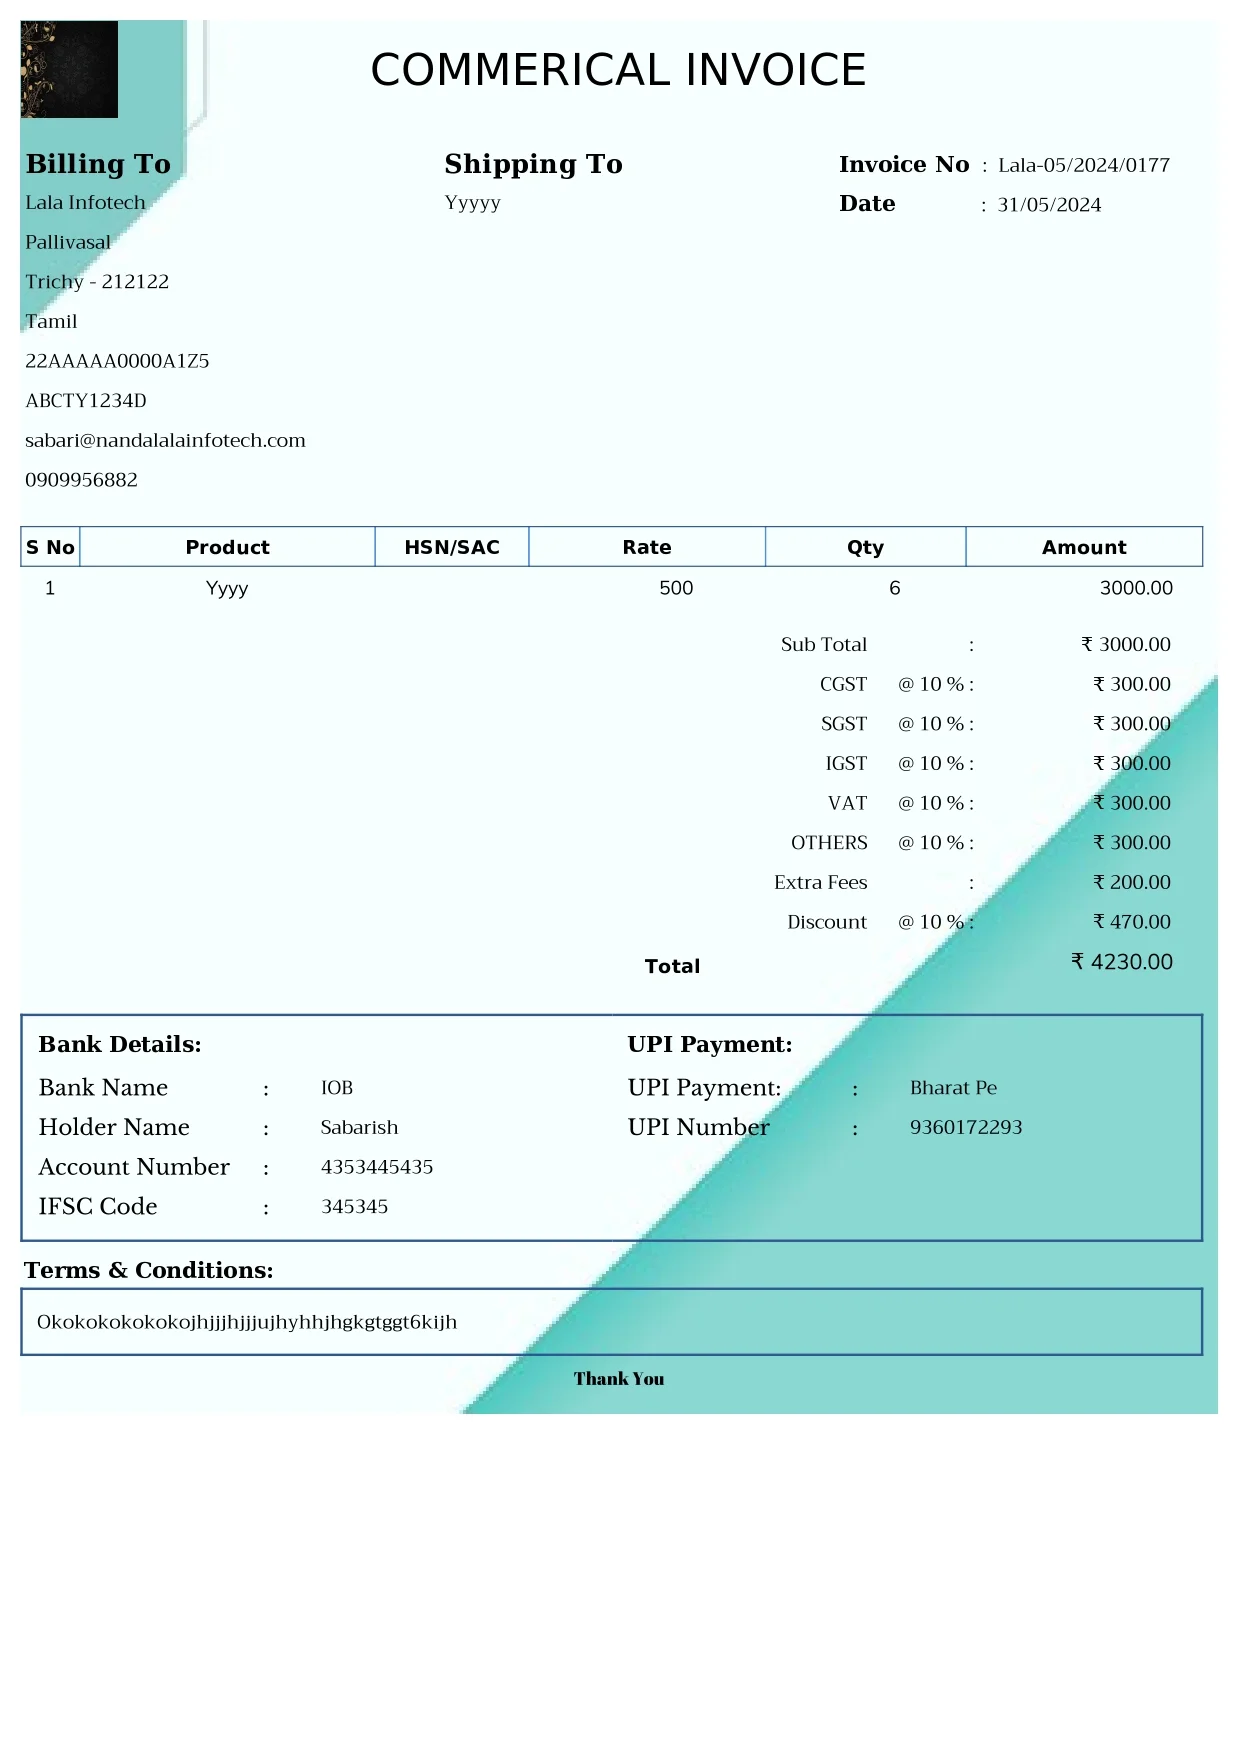 COMMERICAL INVOICE
Billing To
Lala Infotech
Pallivasal
Trichy - 212122
Tamil
22AAAAA0000A1Z5
ABCTY1234D
sabari@nandalalainfotech.com
0909956882
Shipping To
Yyyyy
Invoice No : Lala-05/2024/0177
Date : 31/05/2024
S No Product HSN/SAC Rate Qty Amount
1 Yyyy 500 6 3000.00
Sub Total : ₹ 3000.00
CGST @ 10 % : ₹ 300.00
SGST @ 10 % : ₹ 300.00
IGST @ 10 % : ₹ 300.00
VAT @ 10 % : ₹ 300.00
OTHERS @ 10 % : ₹ 300.00
Extra Fees : ₹ 200.00
Discount @ 10 % : ₹ 470.00
Total ₹ 4230.00
Bank Details:
Bank Name : IOB
Holder Name : Sabarish
Account Number : 4353445435
IFSC Code : 345345
UPI Payment:
UPI Payment: : Bharat Pe
UPI Number : 9360172293
Terms & Conditions:
Okokokokokokojhjjjhjjjujhyhhjhgkgtggt6kijh
Thank You